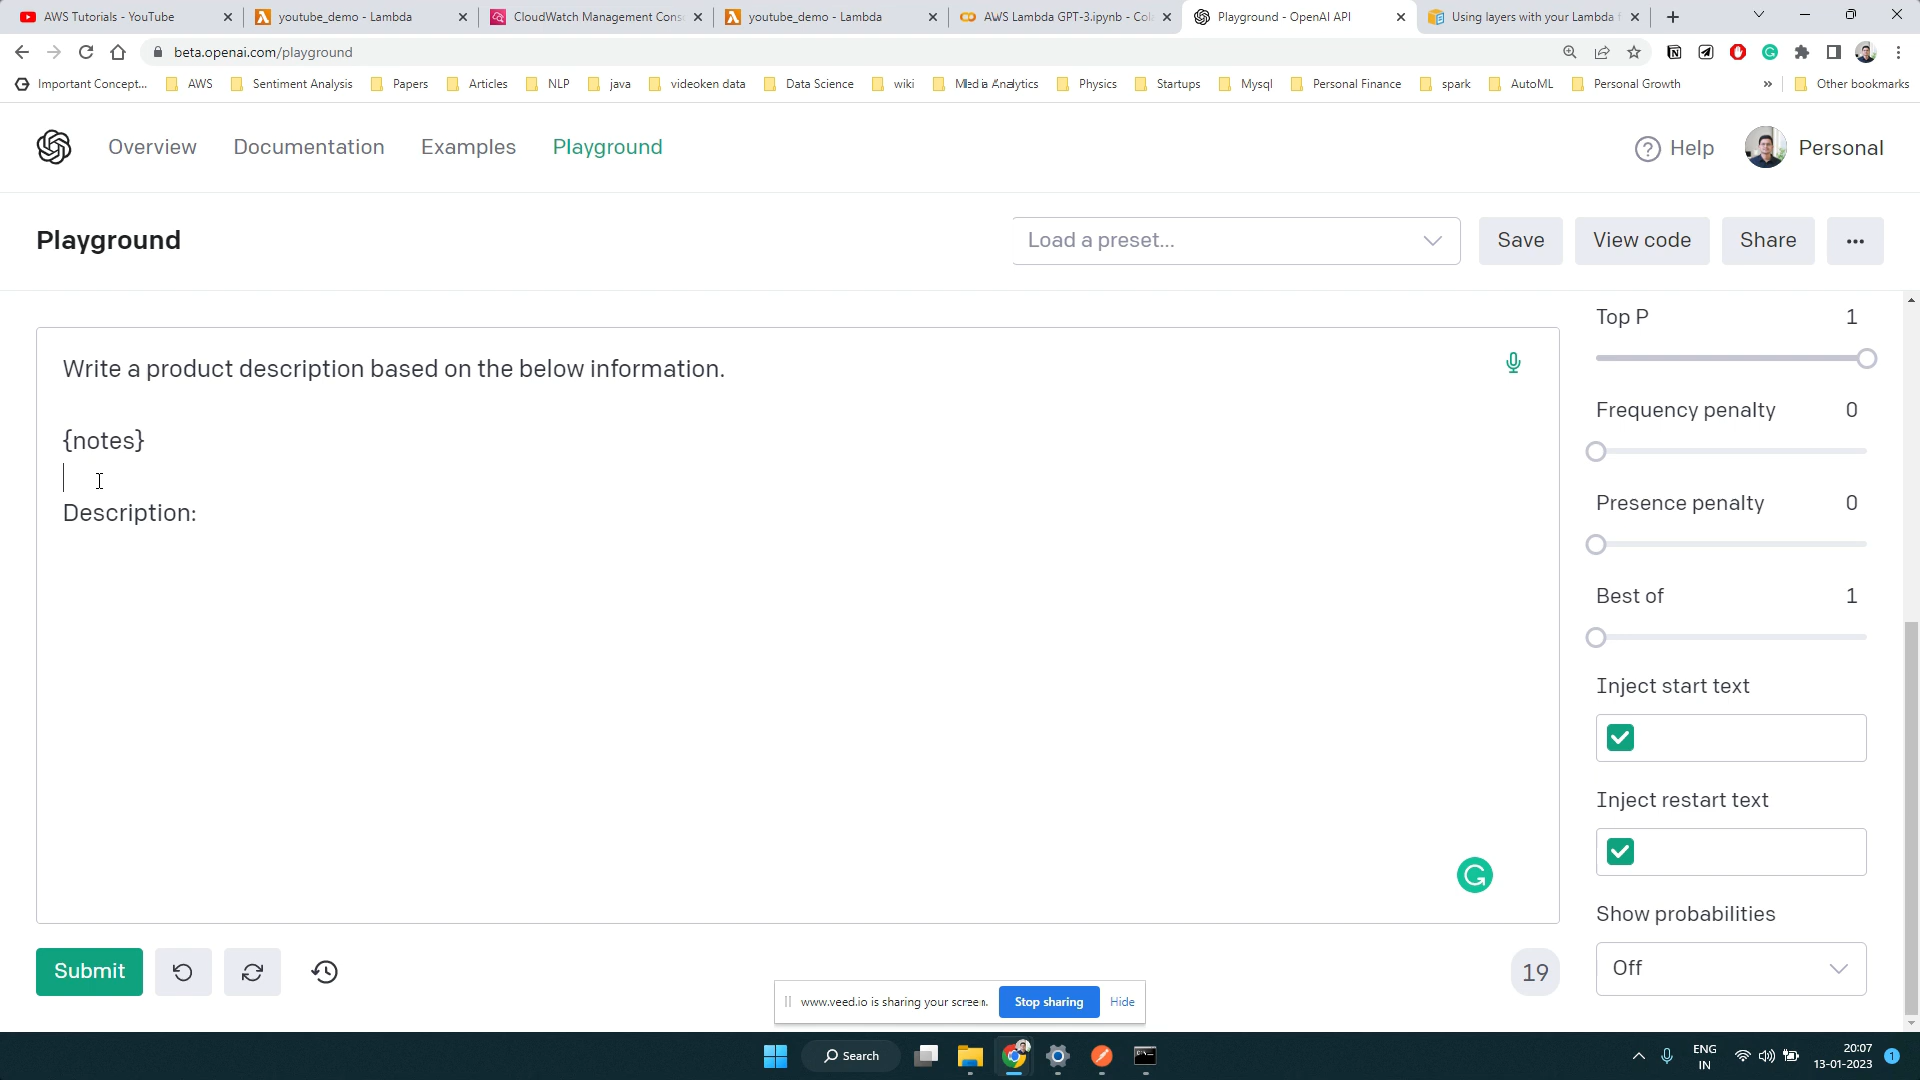 AWS Tutorials - YouTube
youtube_demo - Lambda
CloudWatch Management Cons
youtube_demo - Lambda
AWS Lambda GPT-3.ipynb - Cola
Playground - OpenAI API
Using layers with your Lambda f
beta.openai.com/playground
Important Concept...
AWS
Sentiment Analysis
Papers
Articles
NLP
java
videoken data
Data Science
wiki
Media Analytics
Physics
Startups
Mysql
Personal Finance
spark
AutoML
Personal Growth
»
Other bookmarks
Overview
Documentation
Examples
Playground
Help
Personal
Playground
Load a preset...
Save
View code
Share
...
Write a product description based on the below information.
{notes}
Description:
Top P 1
Frequency penalty 0
Presence penalty 0
Best of 1
Inject start text
Inject restart text
Show probabilities
Off
Submit
19
www.veed.io is sharing your screen.
Stop sharing
Hide
Search
ENG
IN
20:07
13-01-2023
1